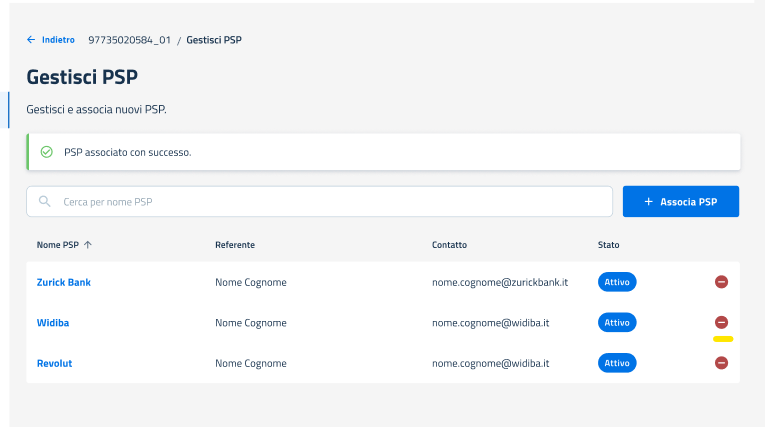 Indietro 97735020584_01 / Gestisci PSP
Gestisci PSP
Gestisci e associa nuovi PSP.
PSP associato con successo.
Cerca per nome PSP
+ Associa PSP
Nome PSP ↑ Referente Contatto Stato
Zurick Bank Nome Cognome nome.cognome@zurickbank.it Attivo
Widiba Nome Cognome nome.cognome@widiba.it Attivo
Revolut Nome Cognome nome.cognome@widiba.it Attivo